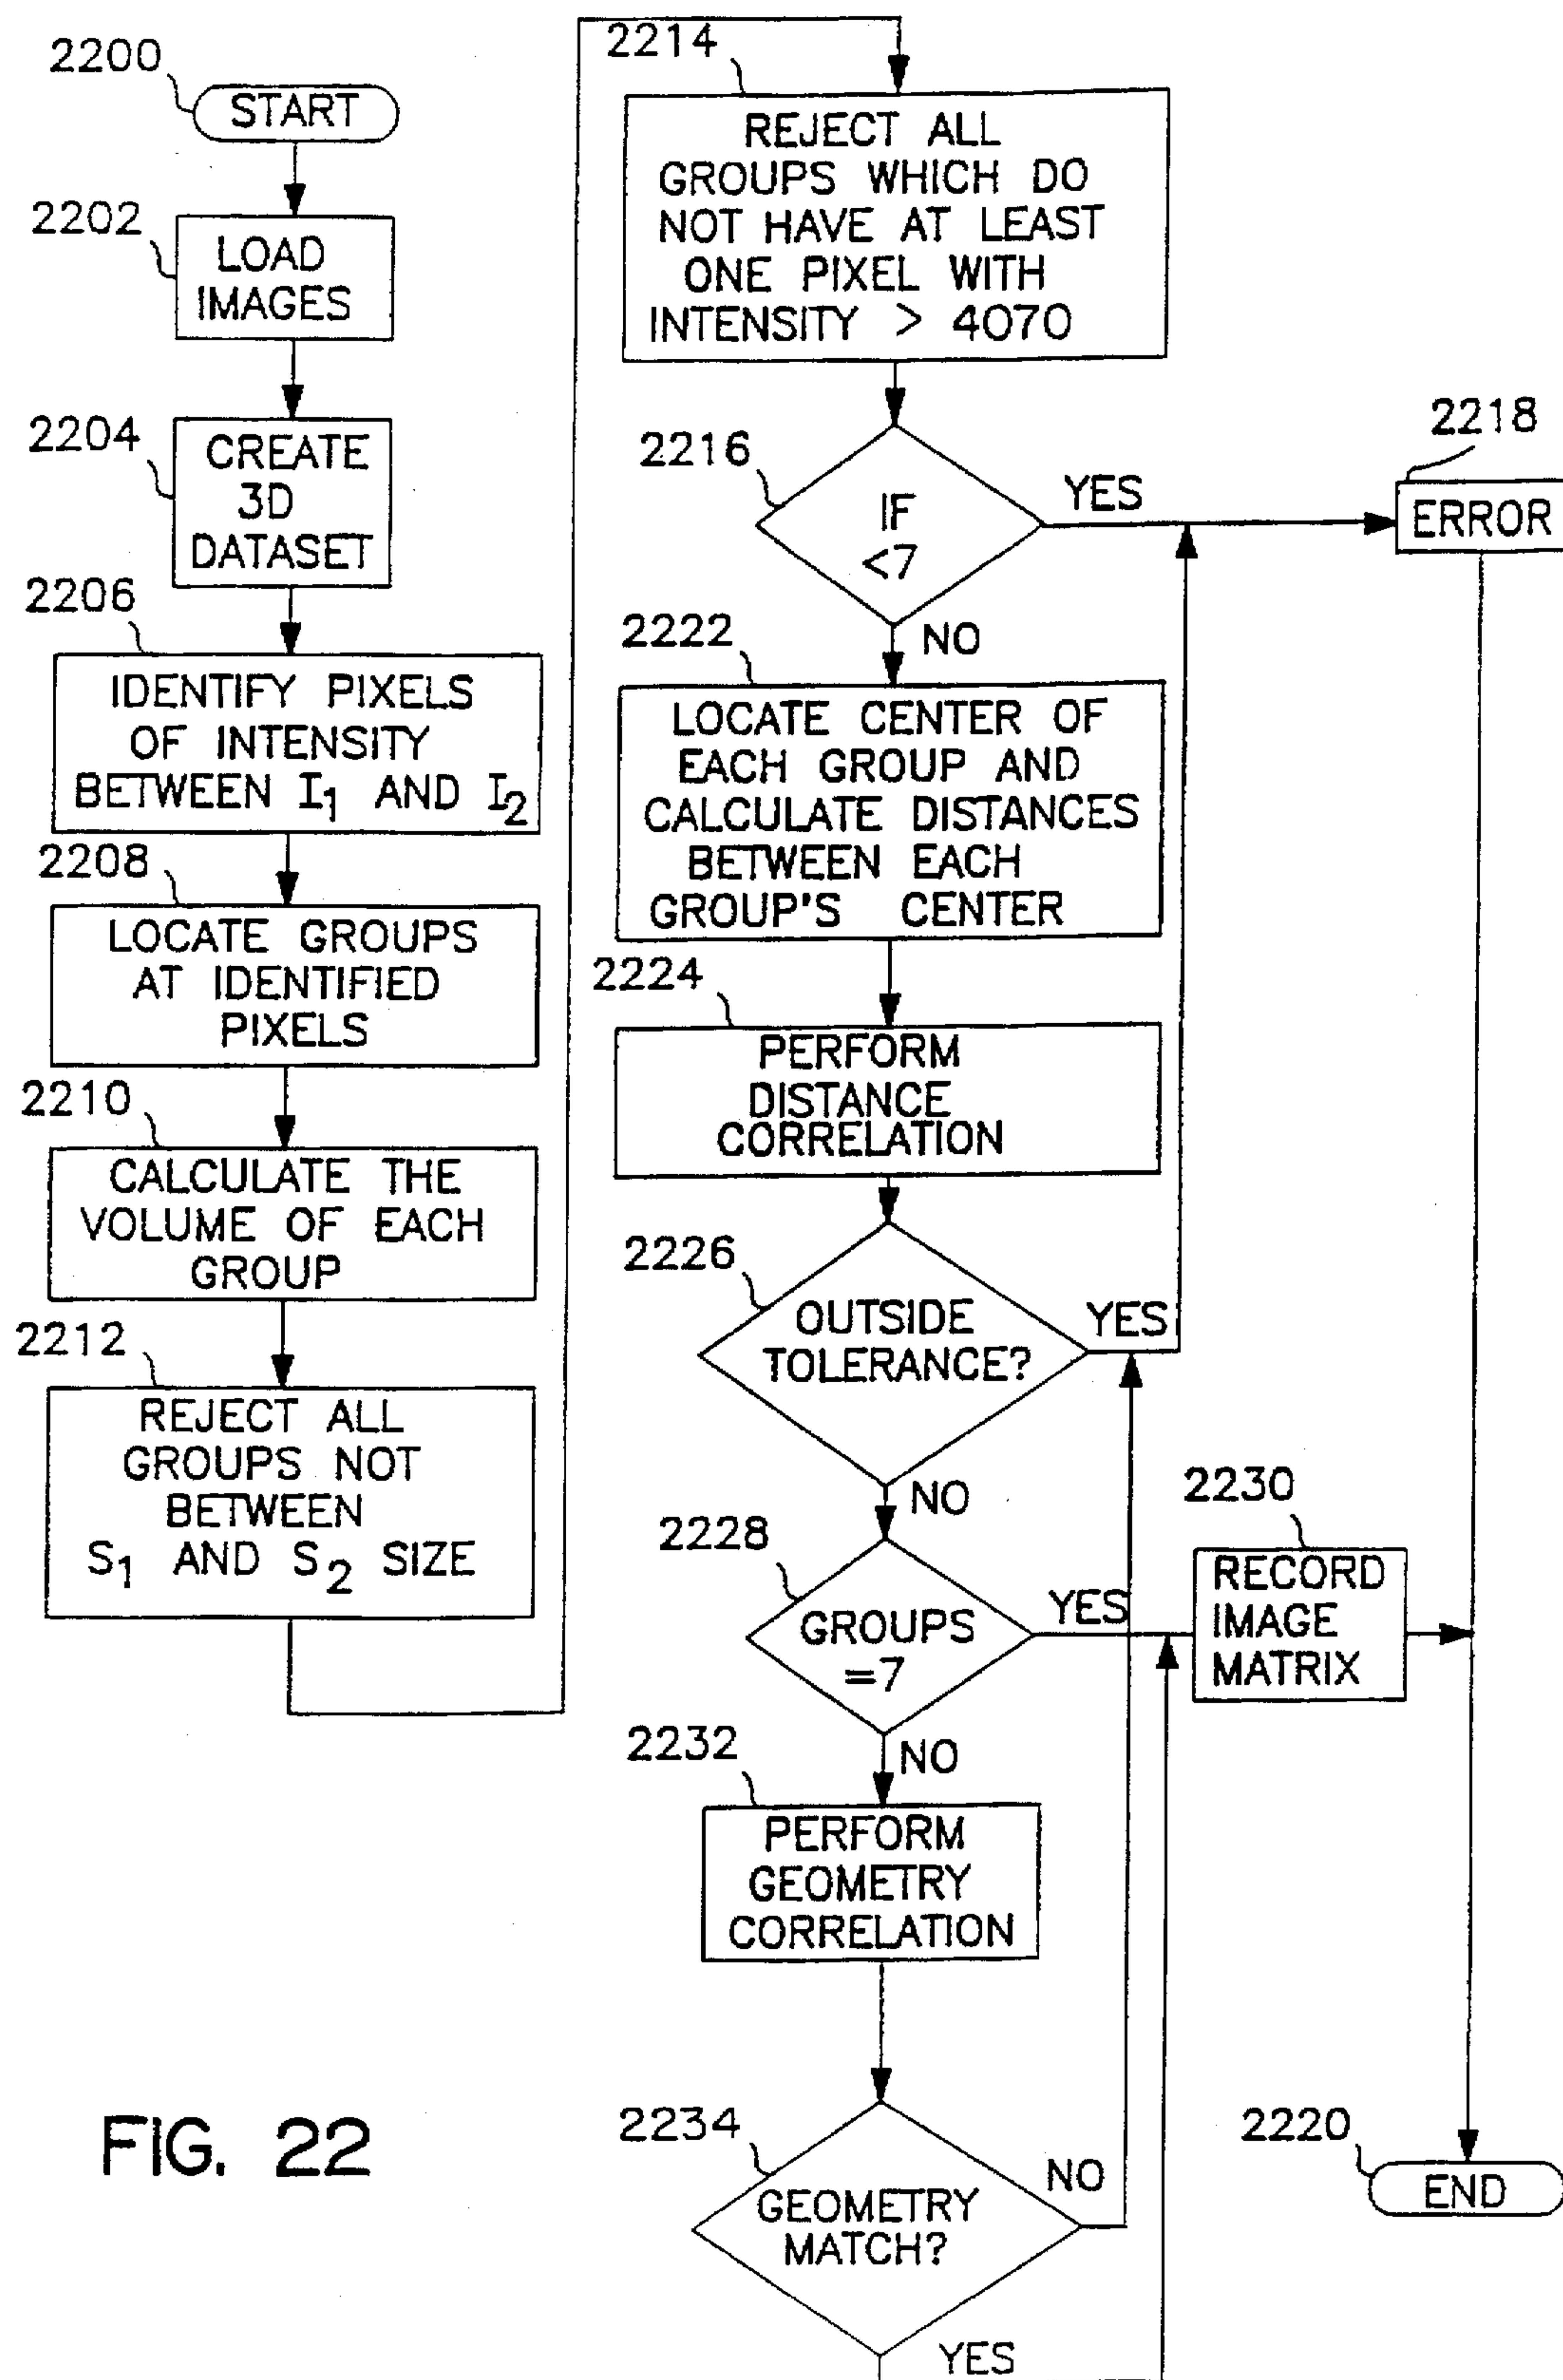 2200
START
2202
LOAD
IMAGES
2204
CREATE
3D
DATASET
2206
IDENTIFY PIXELS
OF INTENSITY
BETWEEN I1 AND I2
2208
LOCATE GROUPS
AT IDENTIFIED
PIXELS
2210
CALCULATE THE
VOLUME OF EACH
GROUP
2212
REJECT ALL
GROUPS NOT
BETWEEN
S1 AND S2 SIZE
2214
REJECT ALL
GROUPS WHICH DO
NOT HAVE AT LEAST
ONE PIXEL WITH
INTENSITY > 4070
2216
IF
<7
YES
NO
2218
ERROR
2222
LOCATE CENTER OF
EACH GROUP AND
CALCULATE DISTANCES
BETWEEN EACH
GROUP'S CENTER
2224
PERFORM
DISTANCE
CORRELATION
2226
OUTSIDE
TOLERANCE?
YES
NO
2228
GROUPS
=7
YES
NO
2230
RECORD
IMAGE
MATRIX
2232
PERFORM
GEOMETRY
CORRELATION
2234
GEOMETRY
MATCH?
NO
YES
2220
END
FIG. 22